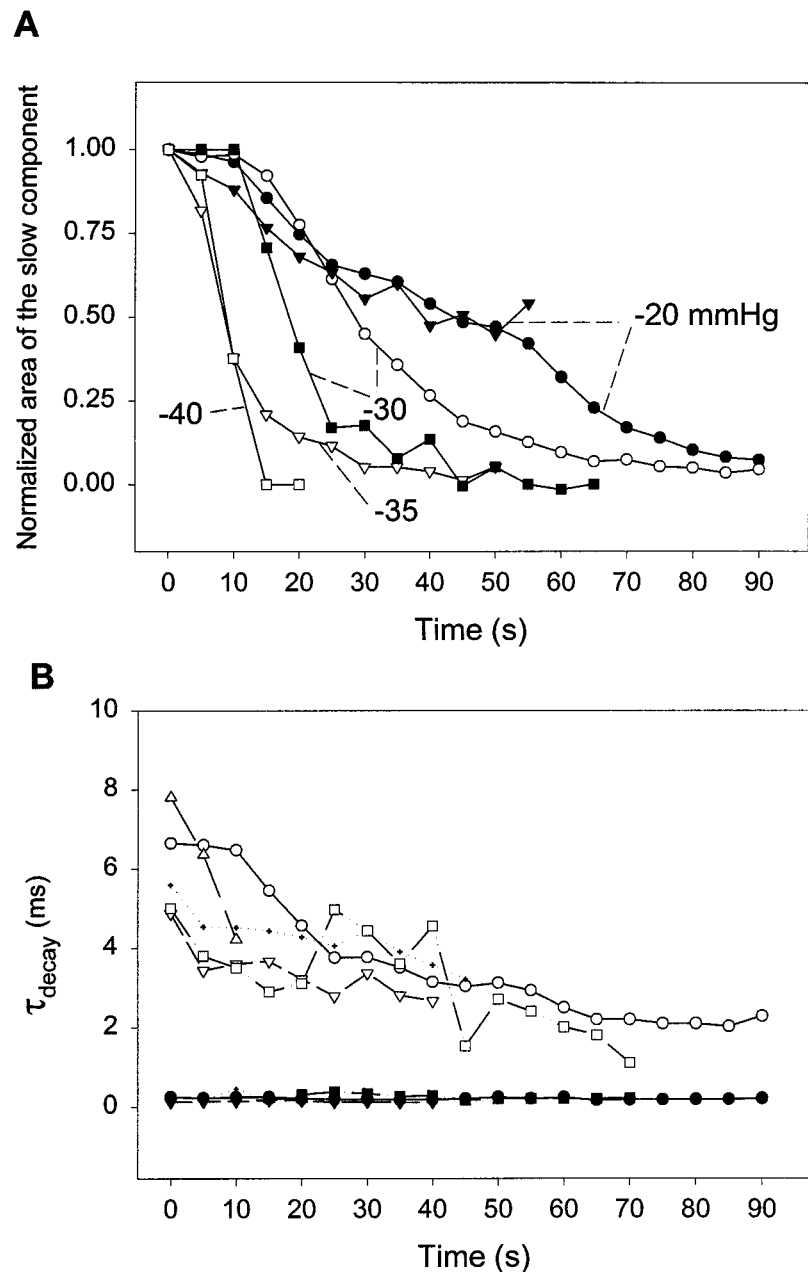 A
Normalized area of the slow component
1.00
0.75
0.50
0.25
0.00
-20 mmHg
-30
-40
-35
0 10 20 30 40 50 60 70 80 90
Time (s)
B
τdecay (ms)
10
8
6
4
2
0
0 10 20 30 40 50 60 70 80 90
Time (s)